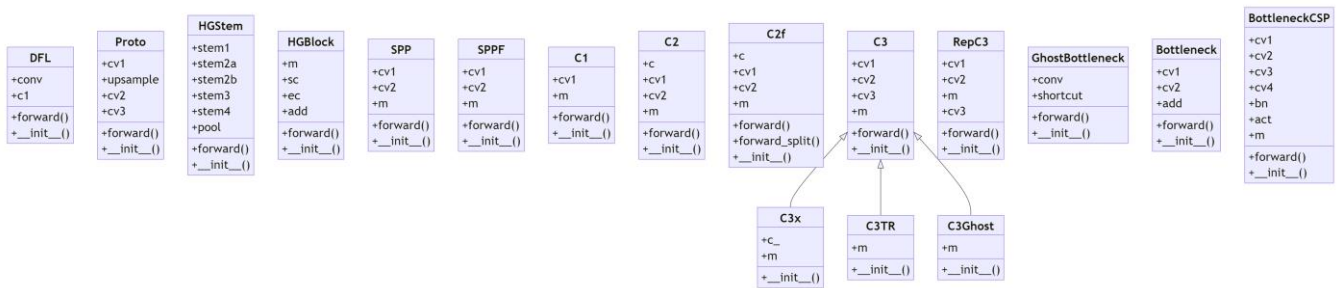 DFL
+conv
+c1
+forward()
+__init__()
Proto
+cv1
+upsample
+cv2
+cv3
+forward()
+__init__()
HGStem
+stem1
+stem2a
+stem2b
+stem3
+stem4
+pool
+forward()
+__init__()
HGBlock
+m
+sc
+ec
+add
+forward()
+__init__()
SPP
+cv1
+cv2
+m
+forward()
+__init__()
SPPF
+cv1
+cv2
+m
+forward()
+__init__()
C1
+cv1
+m
+forward()
+__init__()
C2
+c
+cv1
+cv2
+m
+forward()
+__init__()
C2f
+c
+cv1
+cv2
+m
+forward()
+forward_split()
+__init__()
C3
+cv1
+cv2
+cv3
+m
+forward()
+__init__()
RepC3
+cv1
+cv2
+m
+cv3
+forward()
+__init__()
GhostBottleneck
+conv
+shortcut
+forward()
+__init__()
Bottleneck
+cv1
+cv2
+add
+forward()
+__init__()
BottleneckCSP
+cv1
+cv2
+cv3
+cv4
+bn
+act
+m
+forward()
+__init__()
C3x
+c_
+m
+__init__()
C3TR
+m
+__init__()
C3Ghost
+m
+__init__()